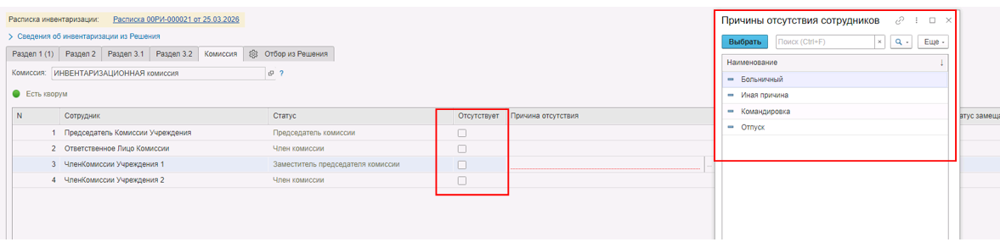 Расписка инвентаризации: Расписка 00РИ-000021 от 25.03.2026
Сведения об инвентаризации из Решения
Раздел 1 (1) Раздел 2 Раздел 3.1 Раздел 3.2 Комиссия Отбор из Решения
Комиссия: ИНВЕНТАРИЗАЦИОННАЯ комиссия ?
Есть кворум
N Сотрудник Статус Отсутствует Причина отсутствия атус замеща
1 Председатель Комиссии Учреждения Председатель комиссии
2 Ответственное Лицо Комиссии Член комиссии
3 ЧленКомиссии Учреждения 1 Заместитель председателя комиссии ...
4 ЧленКомиссии Учреждения 2 Член комиссии
Причины отсутствия сотрудников
Выбрать Поиск (Ctrl+F) × Еще
Наименование ↓
Больничный
Иная причина
Командировка
Отпуск